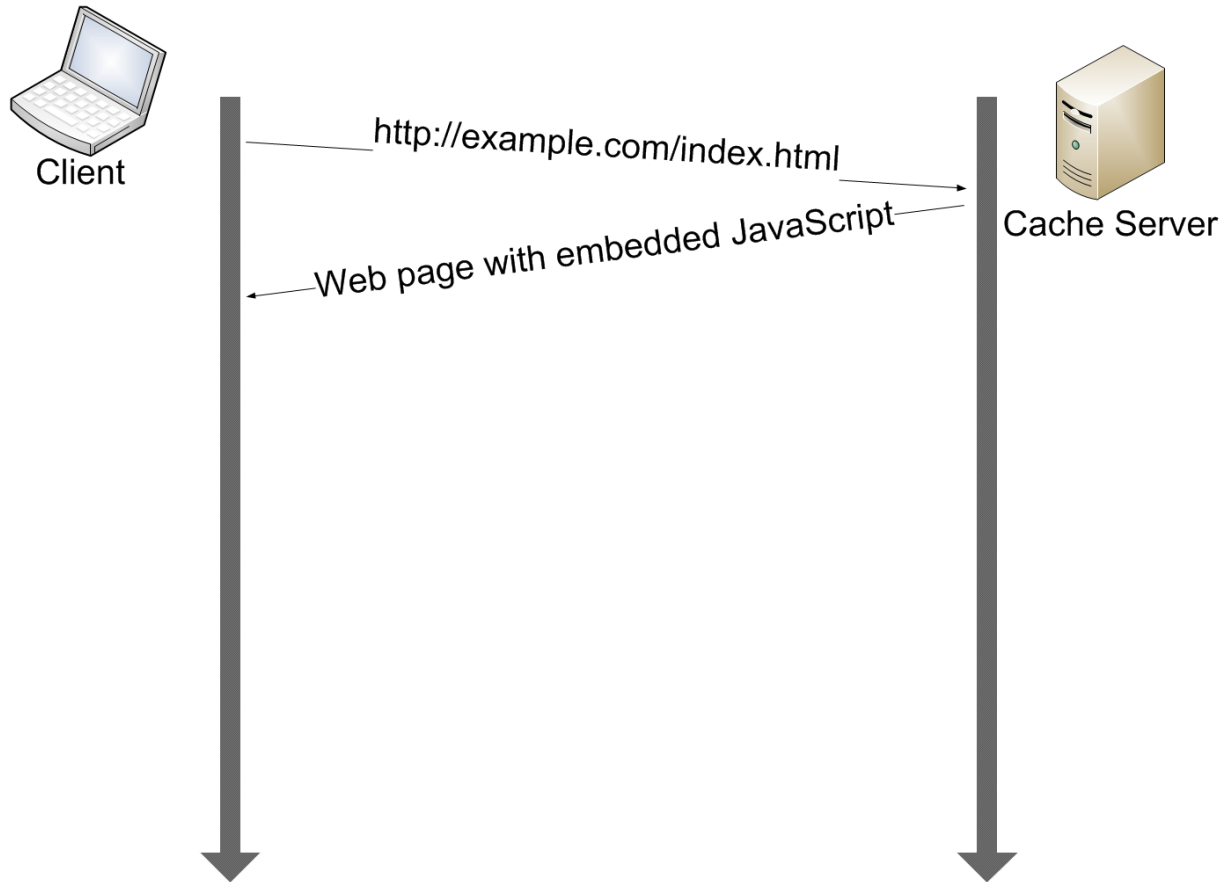 Client
http://example.com/index.html
Cache Server
Web page with embedded JavaScript